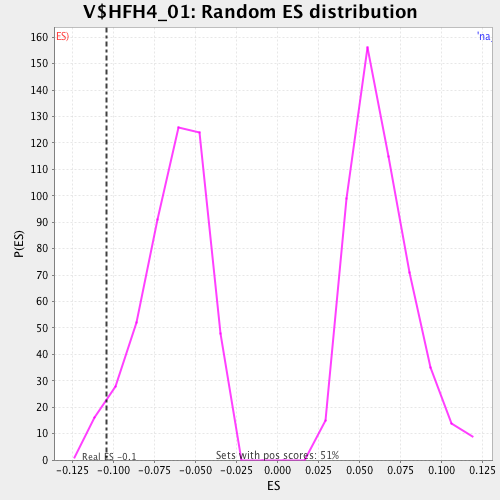 V$HFH4_01: Random ES distribution
ES)
'na
160
150
140
130
120
110
100
90
80
70
60
50
40
30
20
10
0
P(ES)
Real ES -0.1
Sets with pos scores: 51%
-0.125 -0.100 -0.075 -0.050 -0.025 0.000 0.025 0.050 0.075 0.100 0.125
ES